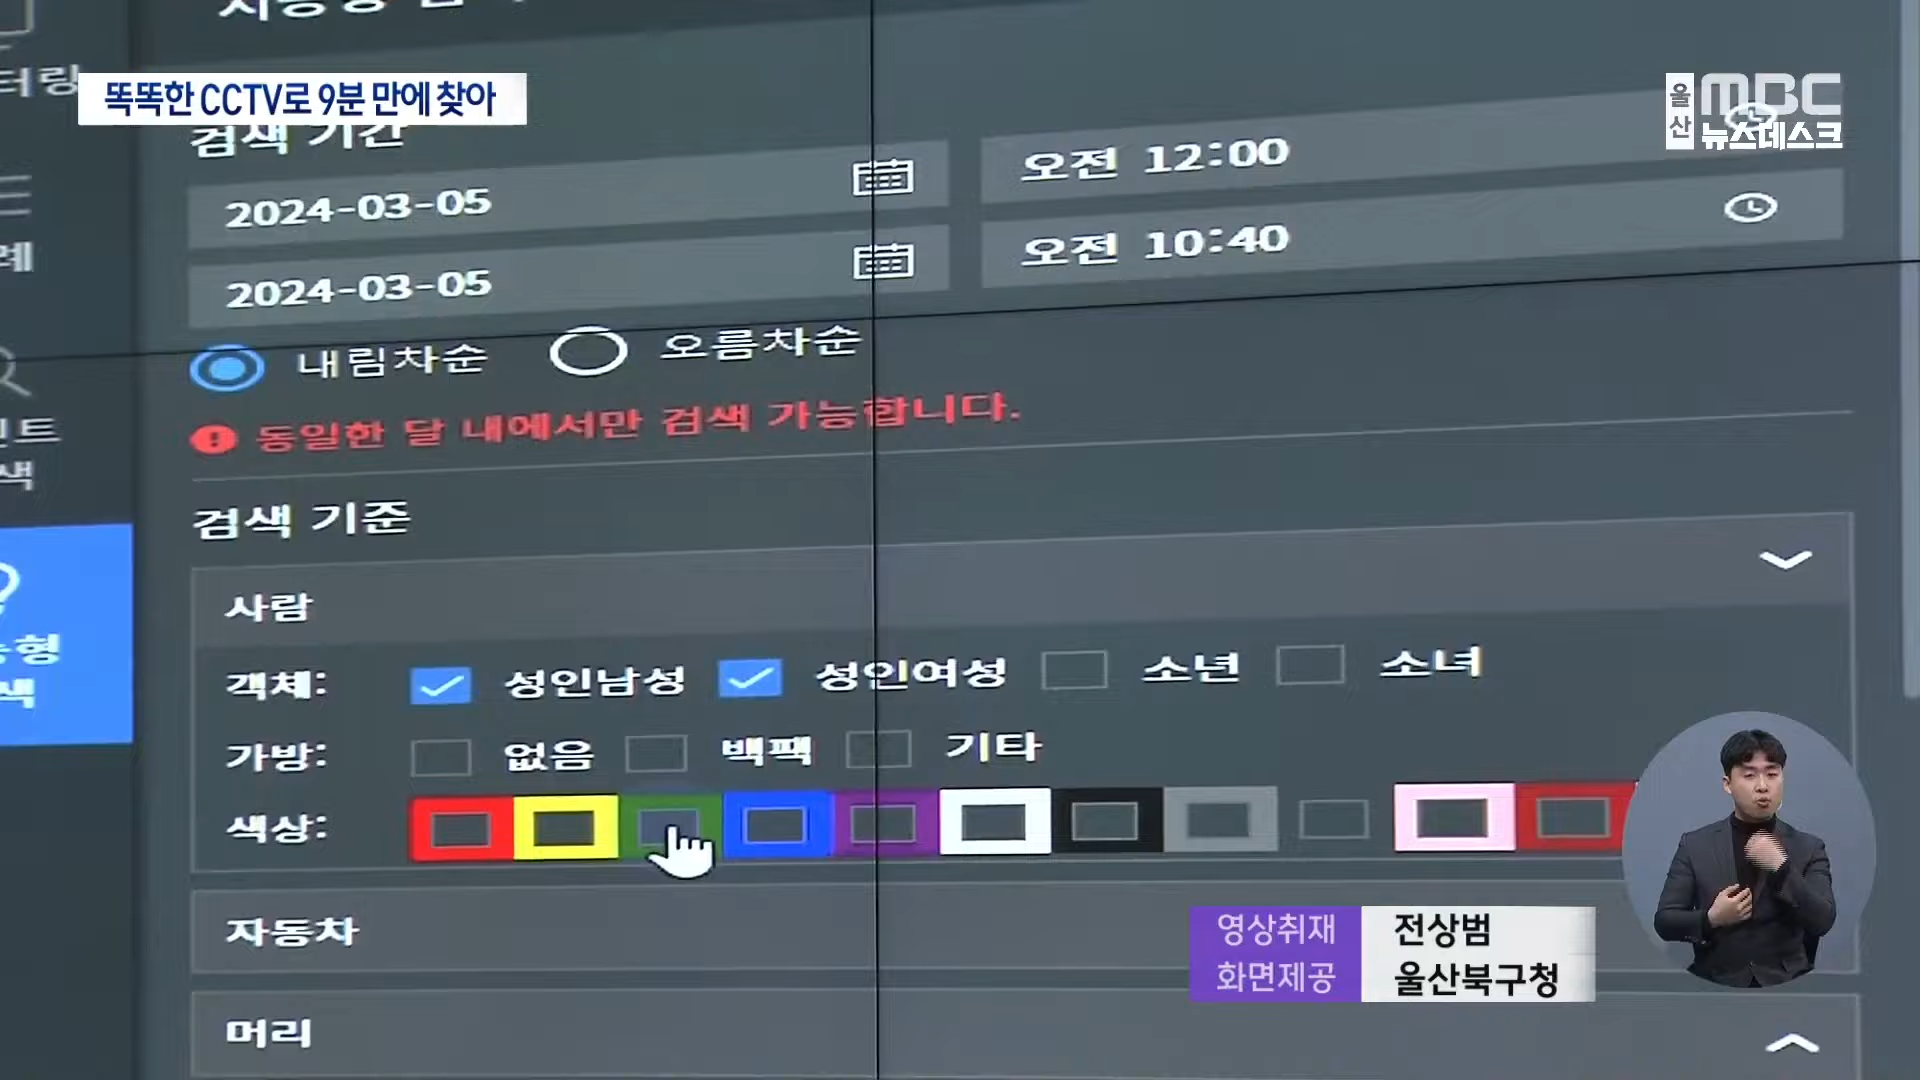 터링
똑똑한 CCTV로 9분 만에 찾아
울산
MBC
뉴스데스크
검색 기간
2024-03-05
오전 12:00
2024-03-05
오전 10:40
내림차순
오름차순
동일한 달 내에서만 검색 가능합니다.
검색 기준
사람
객체:
성인남성
성인여성
소년
소녀
가방:
없음
백팩
기타
색상:
자동차
머리
영상취재 전상범
화면제공 울산북구청